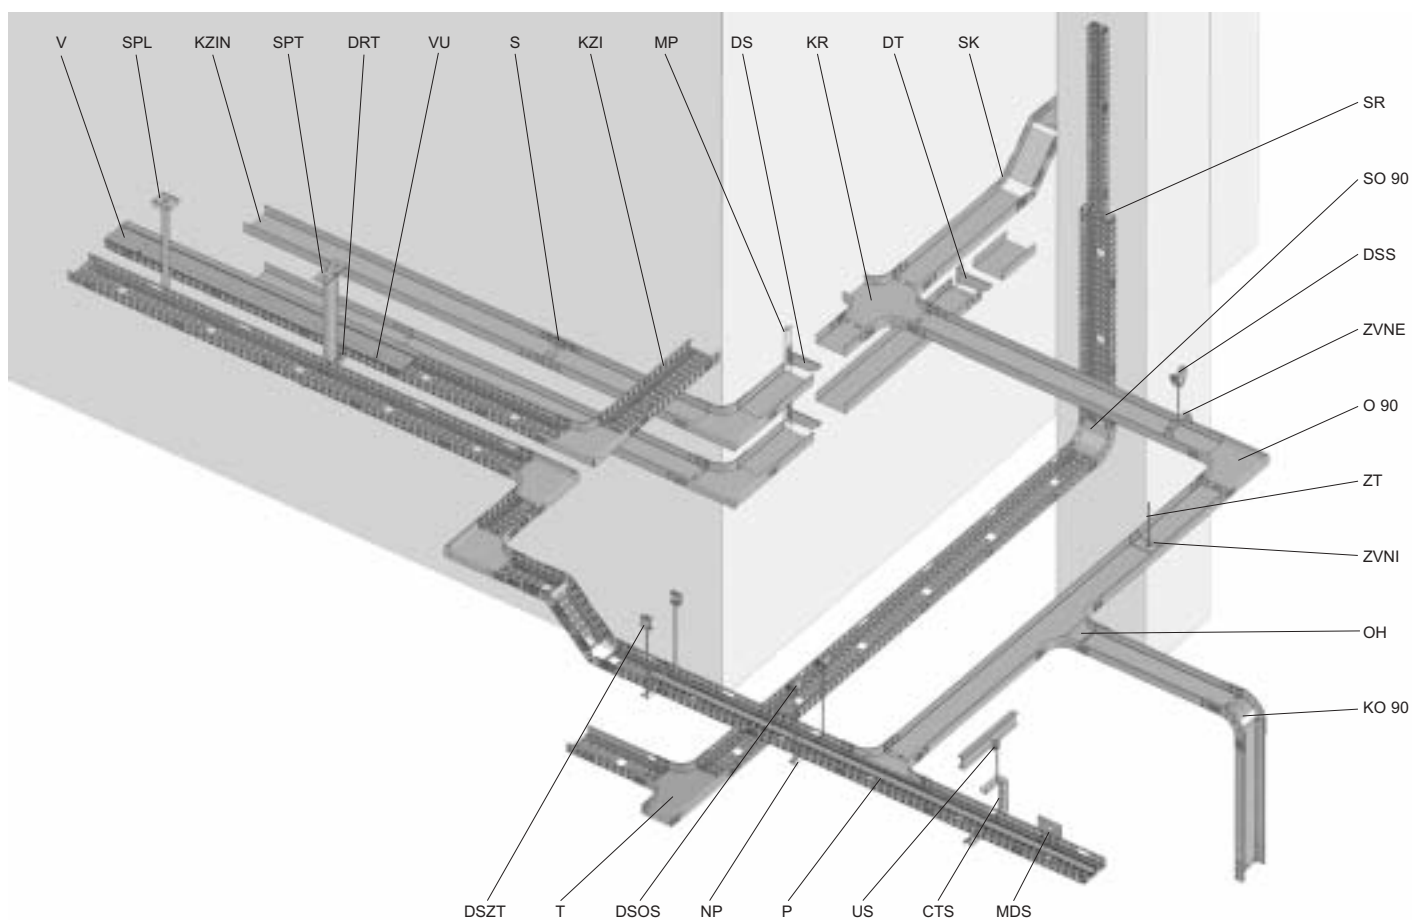 V SPL KZIN SPT DRT VU S KZI MP DS KR DT SK
SR
SO 90
DSS
ZVNE
O 90
ZT
ZVNI
OH
KO 90
DSZT T DSOS NP P US CTS MDS